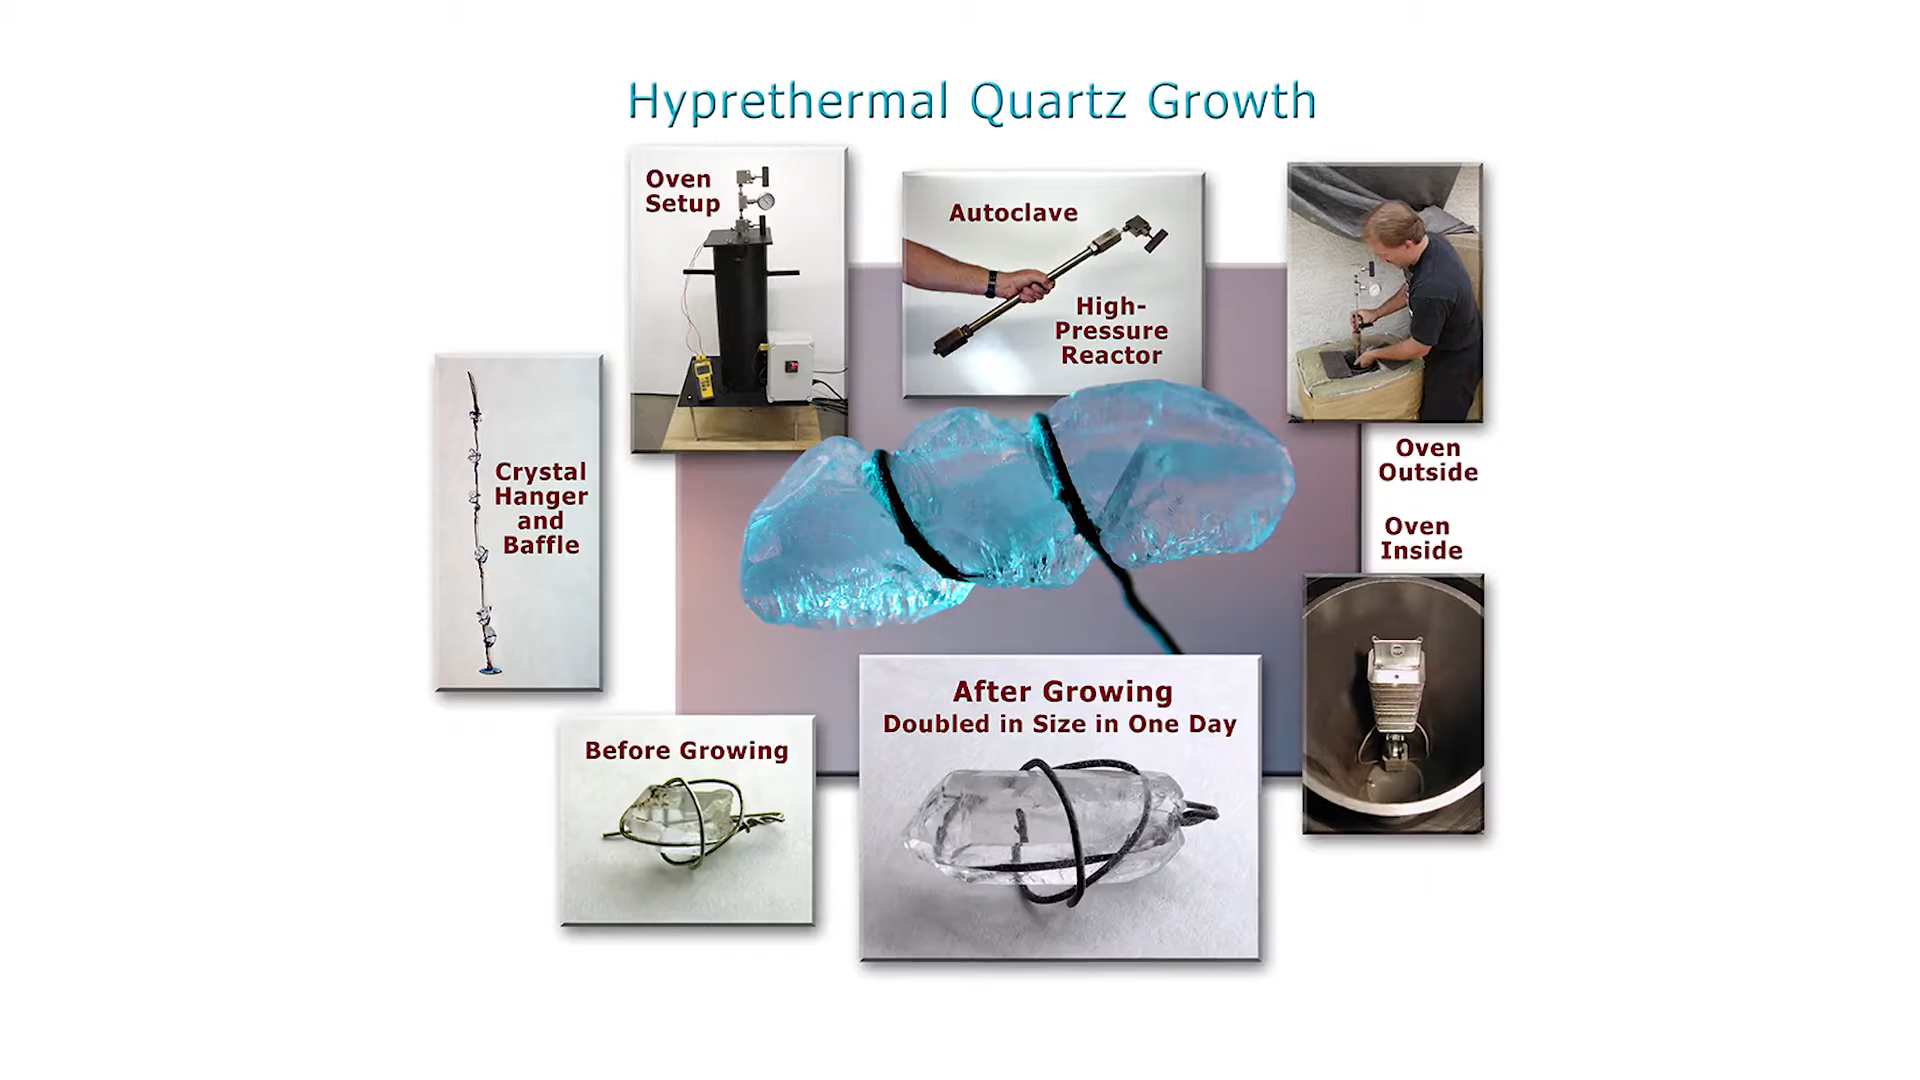 Hyprethermal Quartz Growth
Oven
Setup
Autoclave
High-
Pressure
Reactor
Oven
Outside
Crystal
Hanger
and
Baffle
Oven
Inside
After Growing
Doubled in Size in One Day
Before Growing